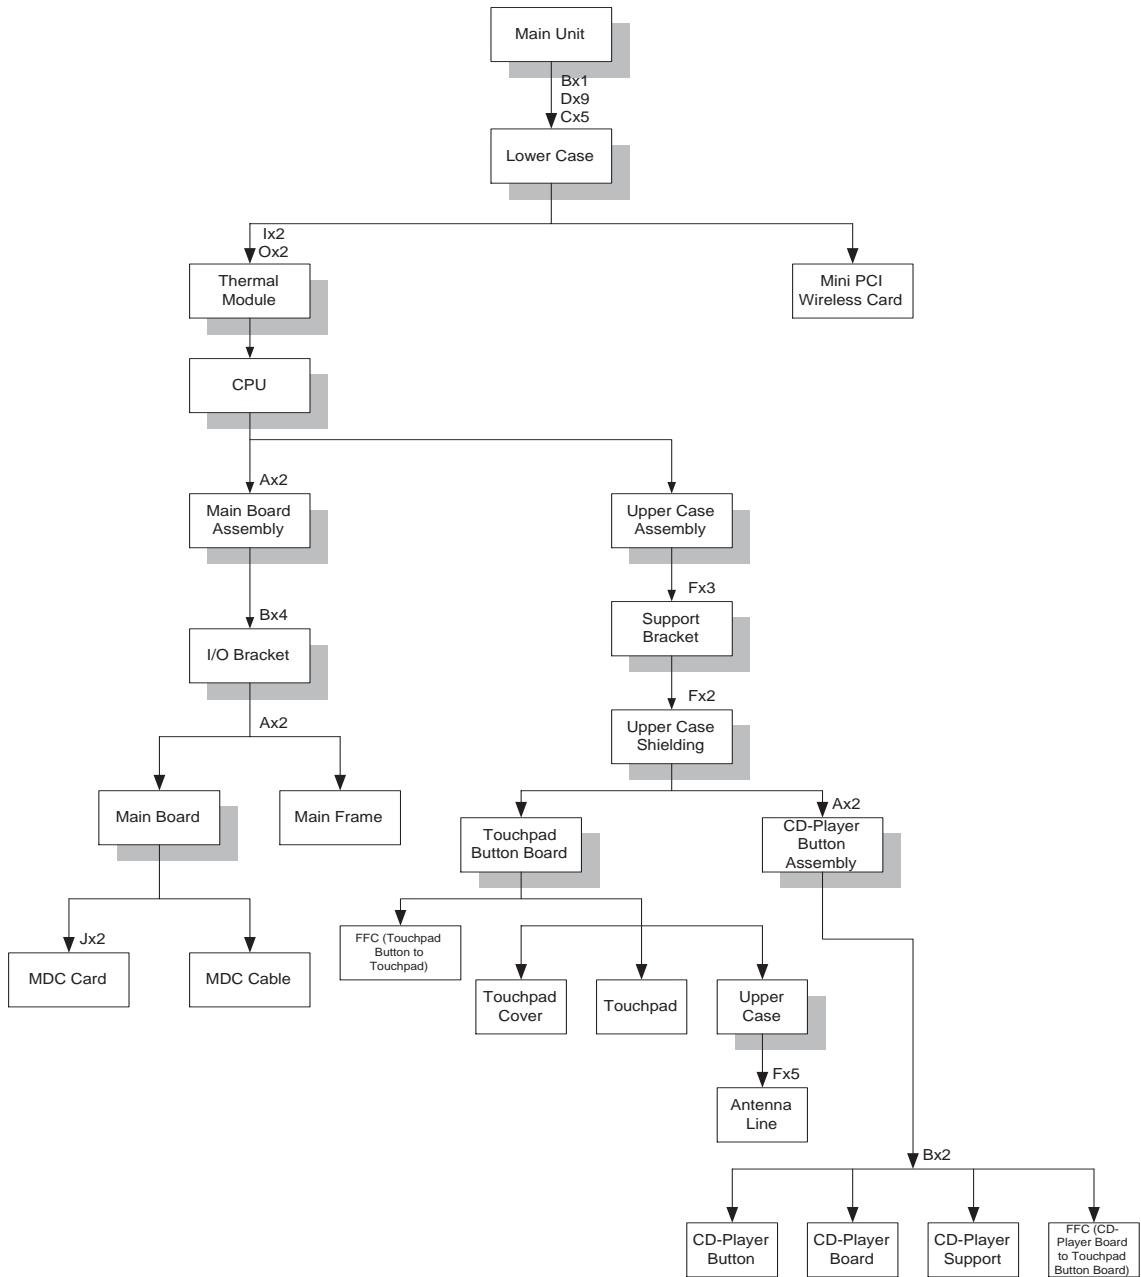 Main Unit
Bx1
Dx9
Cx5
Lower Case
Ix2
Ox2
Thermal
Module
Mini PCI
Wireless Card
CPU
Ax2
Main Board
Assembly
Upper Case
Assembly
Fx3
Bx4
Support
Bracket
I/O Bracket
Fx2
Ax2
Upper Case
Shielding
Main Board
Main Frame
Ax2
Touchpad
Button Board
CD-Player
Button
Assembly
Jx2
MDC Card
MDC Cable
FFC (Touchpad
Button to
Touchpad)
Touchpad
Cover
Touchpad
Upper
Case
Fx5
Antenna
Line
Bx2
CD-Player
Button
CD-Player
Board
CD-Player
Support
FFC (CD-
Player Board
to Touchpad
Button Board)